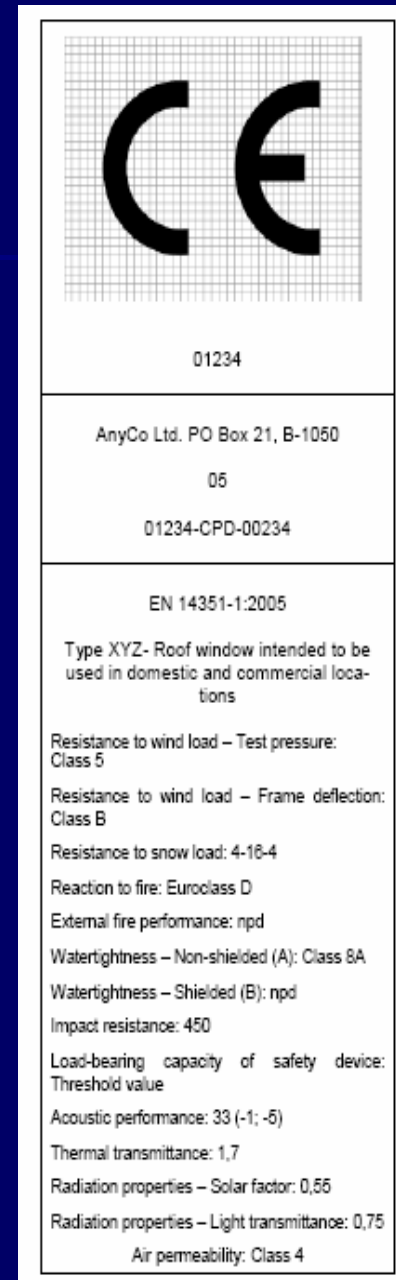 CE
01234
AnyCo Ltd. PO Box 21, B-1050
05
01234-CPD-00234
EN 14351-1:2005
Type XYZ- Roof window intended to be
used in domestic and commercial loca-
tions
Resistance to wind load – Test pressure:
Class 5
Resistance to wind load – Frame deflection:
Class B
Resistance to snow load: 4-16-4
Reaction to fire: Euroclass D
External fire performance: npd
Watertightness – Non-shielded (A): Class 8A
Watertightness – Shielded (B): npd
Impact resistance: 450
Load-bearing capacity of safety device:
Threshold value
Acoustic performance: 33 (-1; -5)
Thermal transmittance: 1,7
Radiation properties – Solar factor: 0,55
Radiation properties – Light transmittance: 0,75
Air permeability: Class 4